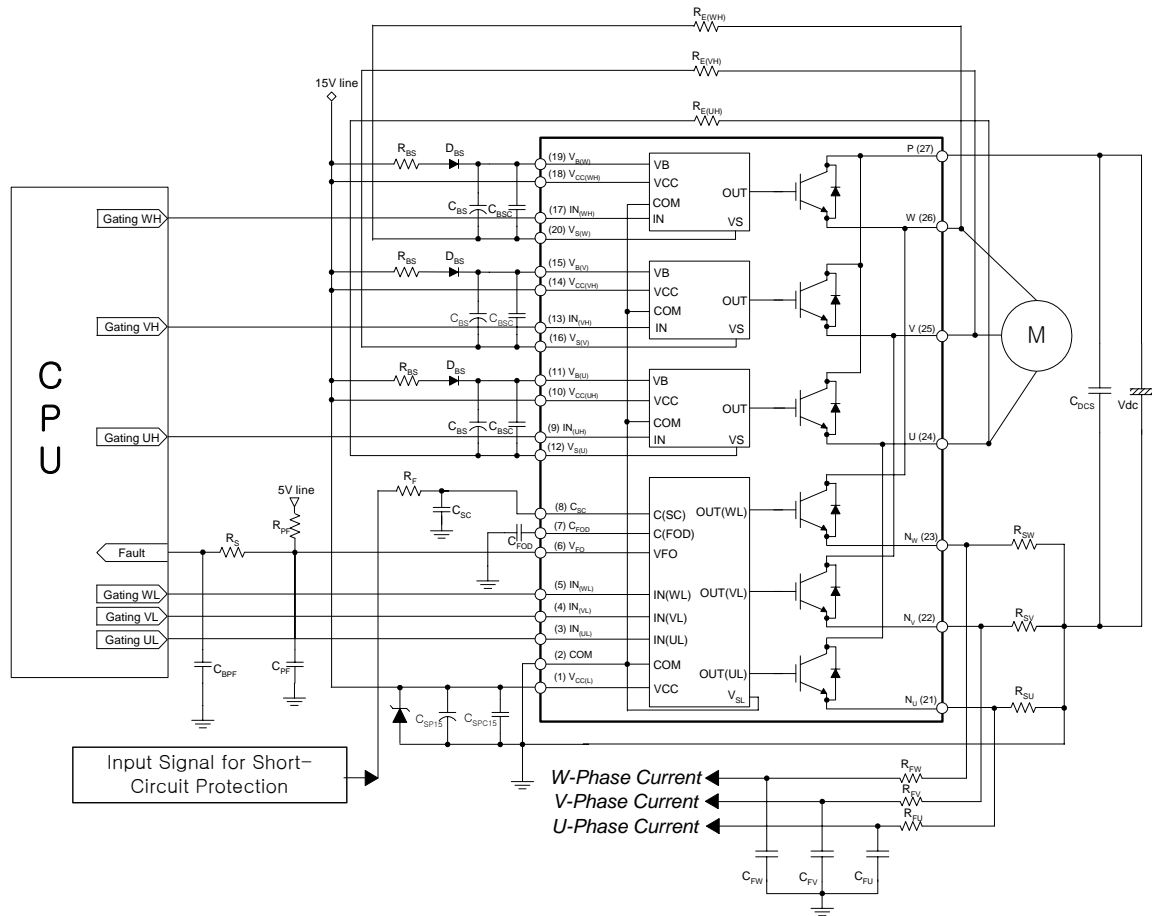 R_E(WH)
R_E(VH)
15V line
R_E(UH)
P (27)
R_BS
D_BS
(19) V_B(W)
VB
(18) V_CC(WH)
VCC
OUT
COM
C_BS
C_BSC
Gating WH
(17) IN_(WH)
IN
VS
W (26)
(20) V_S(W)
R_BS
D_BS
(15) V_B(V)
VB
(14) V_CC(VH)
VCC
OUT
COM
C_BS
C_BSC
Gating VH
(13) IN_(VH)
IN
VS
V (25)
M
(16) V_S(V)
CPU
R_BS
D_BS
(11) V_B(U)
VB
(10) V_CC(UH)
VCC
OUT
C_DCS
Vdc
COM
C_BS
C_BSC
Gating UH
(9) IN_(UH)
IN
VS
U (24)
(12) V_S(U)
R_F
5V line
C_SC
(8) C_SC
C(SC)
OUT(WL)
R_PF
(7) C_FOD
C(FOD)
C_FOD
R_S
Fault
(6) V_FO
VFO
N_W (23)
R_SW
Gating WL
(5) IN_(WL)
IN(WL)
OUT(VL)
Gating VL
(4) IN_(VL)
IN(VL)
N_V (22)
R_SV
Gating UL
(3) IN_(UL)
IN(UL)
C_BPF
C_PF
(2) COM
COM
OUT(UL)
(1) V_CC(L)
VCC
V_SL
N_U (21)
R_SU
C_SP15
C_SPC15
Input Signal for Short-
Circuit Protection
W-Phase Current
R_FW
V-Phase Current
R_FV
U-Phase Current
R_FU
C_FW
C_FV
C_FU